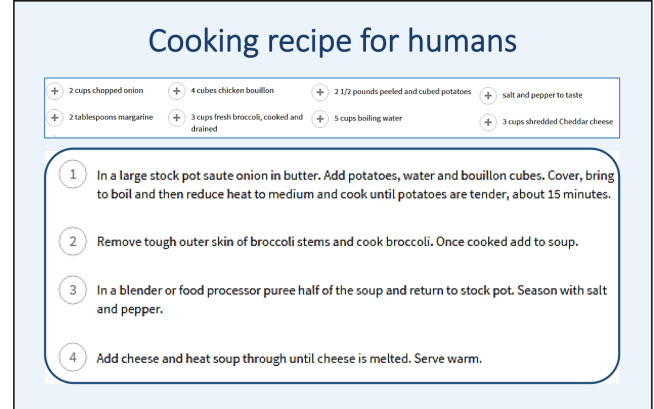 Cooking recipe for humans
2 cups chopped onion
4 cubes chicken bouillon
2 1/2 pounds peeled and cubed potatoes
salt and pepper to taste
2 tablespoons margarine
3 cups fresh broccoli, cooked and
drained
5 cups boiling water
3 cups shredded Cheddar cheese
1
In a large stock pot saute onion in butter. Add potatoes, water and bouillon cubes. Cover, bring
to boil and then reduce heat to medium and cook until potatoes are tender, about 15 minutes.
2
Remove tough outer skin of broccoli stems and cook broccoli. Once cooked add to soup.
3
In a blender or food processor puree half of the soup and return to stock pot. Season with salt
and pepper.
4
Add cheese and heat soup through until cheese is melted. Serve warm.